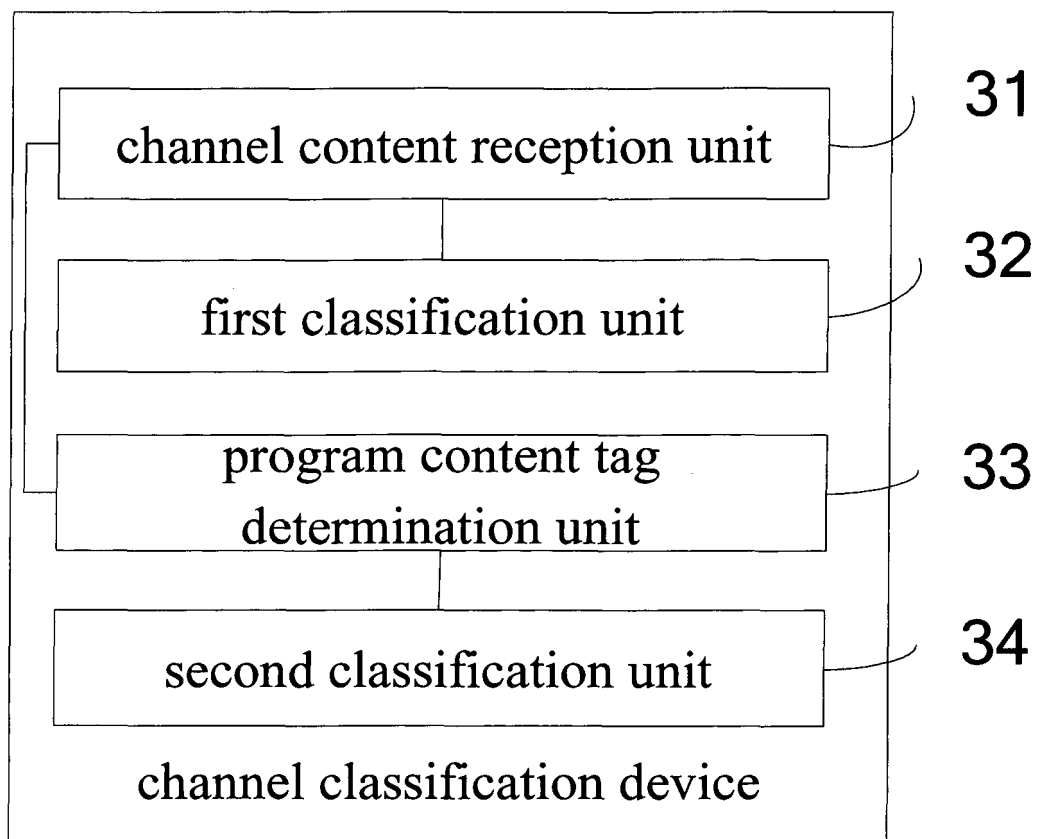 channel content reception unit
31
first classification unit
32
program content tag
determination unit
33
second classification unit
34
channel classification device